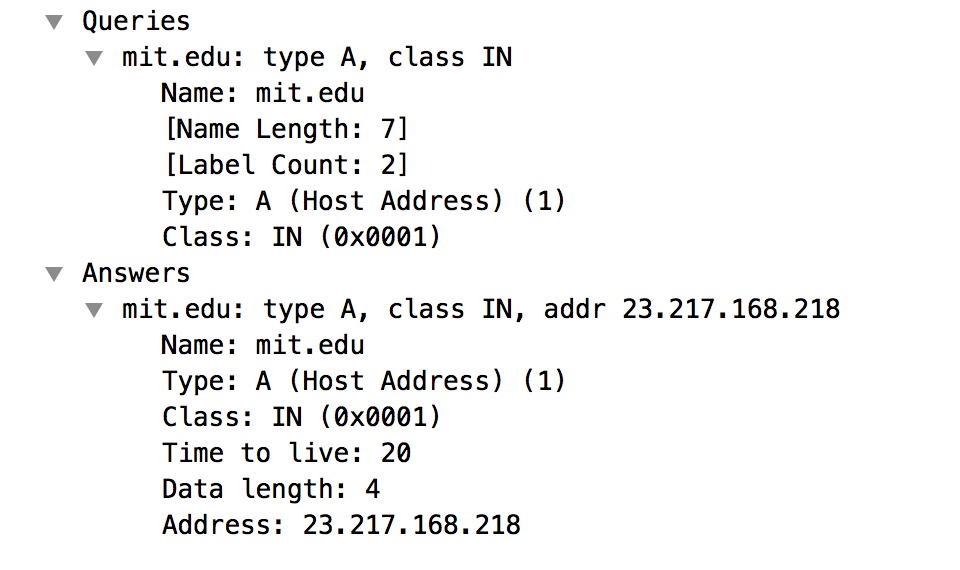 Queries
mit.edu: type A, class IN
Name: mit.edu
[Name Length: 7]
[Label Count: 2]
Type: A (Host Address) (1)
Class: IN (0x0001)
Answers
mit.edu: type A, class IN, addr 23.217.168.218
Name: mit.edu
Type: A (Host Address) (1)
Class: IN (0x0001)
Time to live: 20
Data length: 4
Address: 23.217.168.218